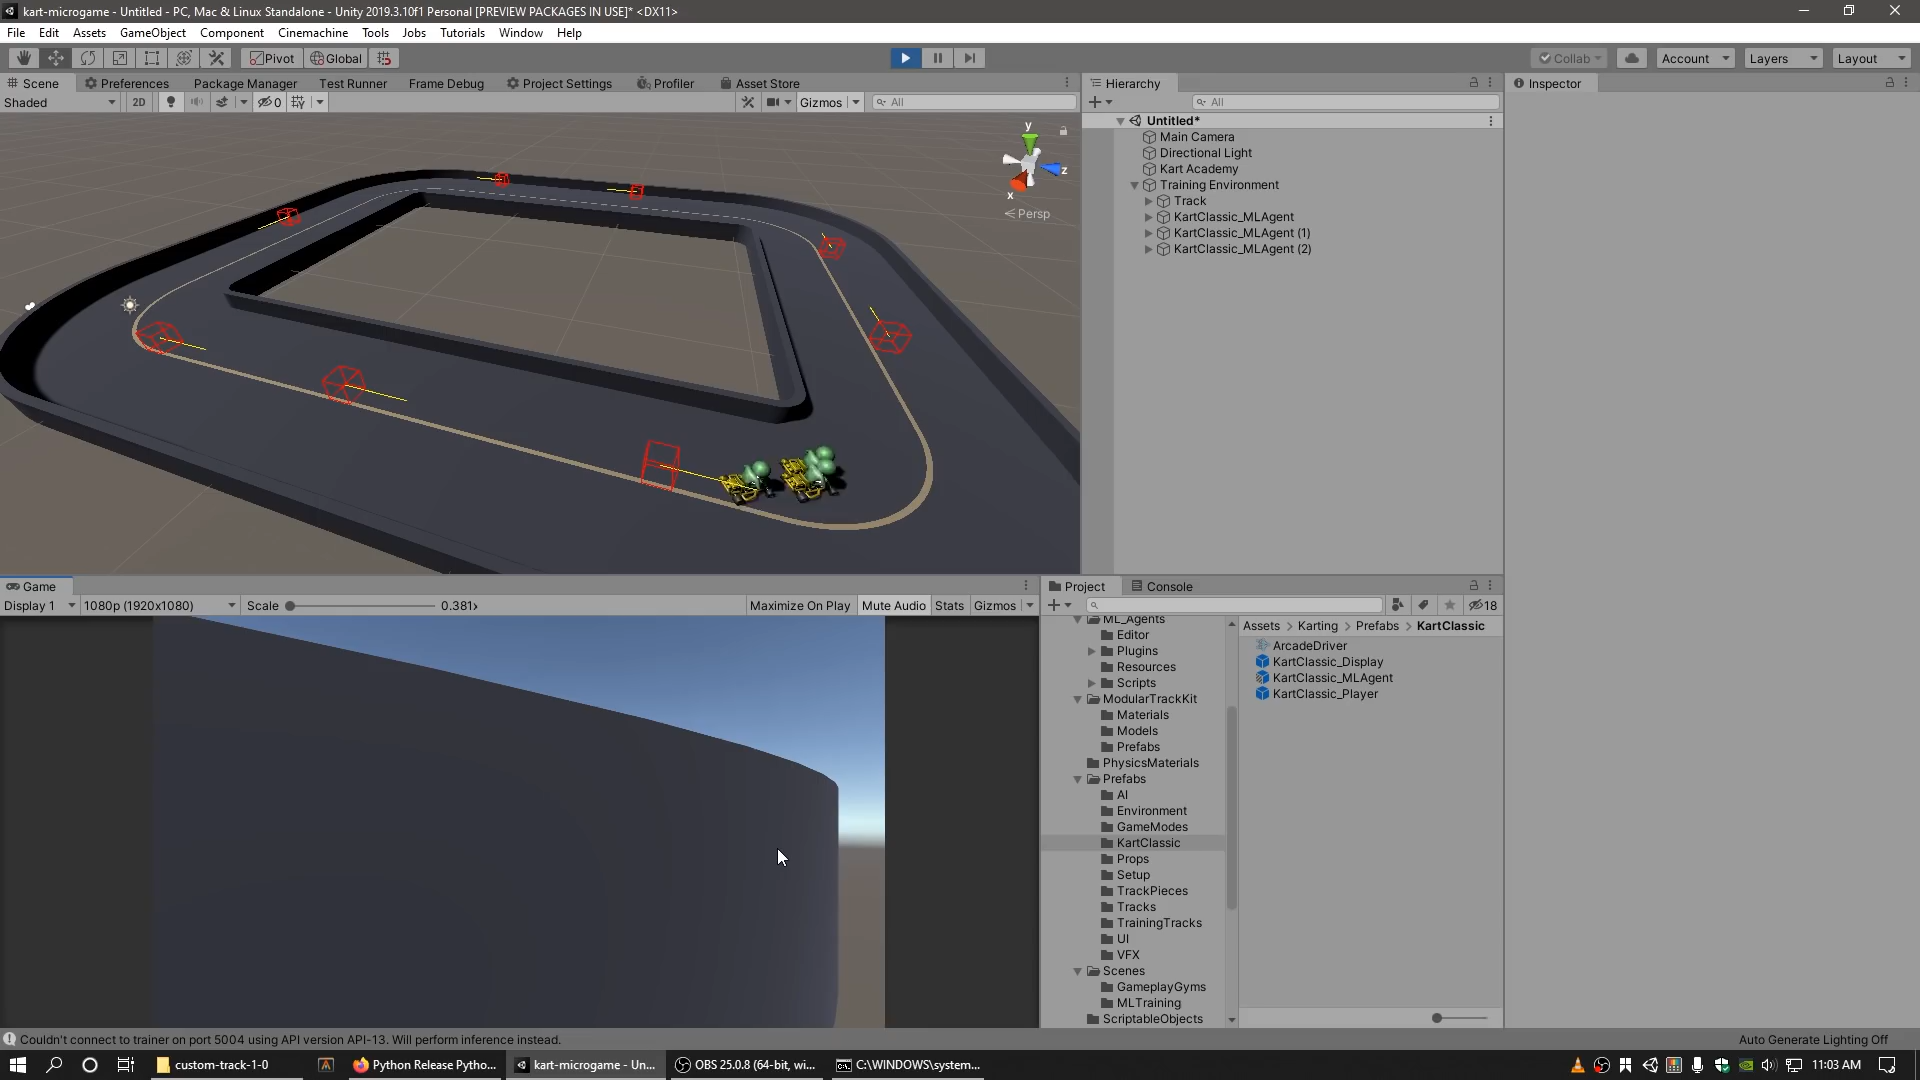 kart-microgame - Untitled - PC, Mac & Linux Standalone - Unity 2019.3.10f1 Personal [PREVIEW PACKAGES IN USE]* <DX11>
File Edit Assets GameObject Component Cinemachine Tools Jobs Tutorials Window Help
Pivot Global Collab Account Layers Layout
Scene Preferences Package Manager Test Runner Frame Debug Project Settings Profiler Asset Store
Shaded 2D 0 Gizmos All
y
z
x
Persp
Hierarchy
All
Untitled*
Main Camera
Directional Light
Kart Academy
Training Environment
Track
KartClassic_MLAgent
KartClassic_MLAgent (1)
KartClassic_MLAgent (2)
Inspector
Game
Display 1 1080p (1920x1080) Scale 0.381x Maximize On Play Mute Audio Stats Gizmos
Project Console
18
ML_Agents
Editor
Plugins
Resources
Scripts
ModularTrackKit
Materials
Models
Prefabs
PhysicsMaterials
Prefabs
AI
Environment
GameModes
KartClassic
Props
Setup
TrackPieces
Tracks
TrainingTracks
UI
VFX
Scenes
GameplayGyms
MLTraining
ScriptableObjects
Assets > Karting > Prefabs > KartClassic
ArcadeDriver
KartClassic_Display
KartClassic_MLAgent
KartClassic_Player
Couldn't connect to trainer on port 5004 using API version API-13. Will perform inference instead.
Auto Generate Lighting Off
custom-track-1-0 Python Release Python... kart-microgame - Un... OBS 25.0.8 (64-bit, wi... C:\WINDOWS\system... 11:03 AM